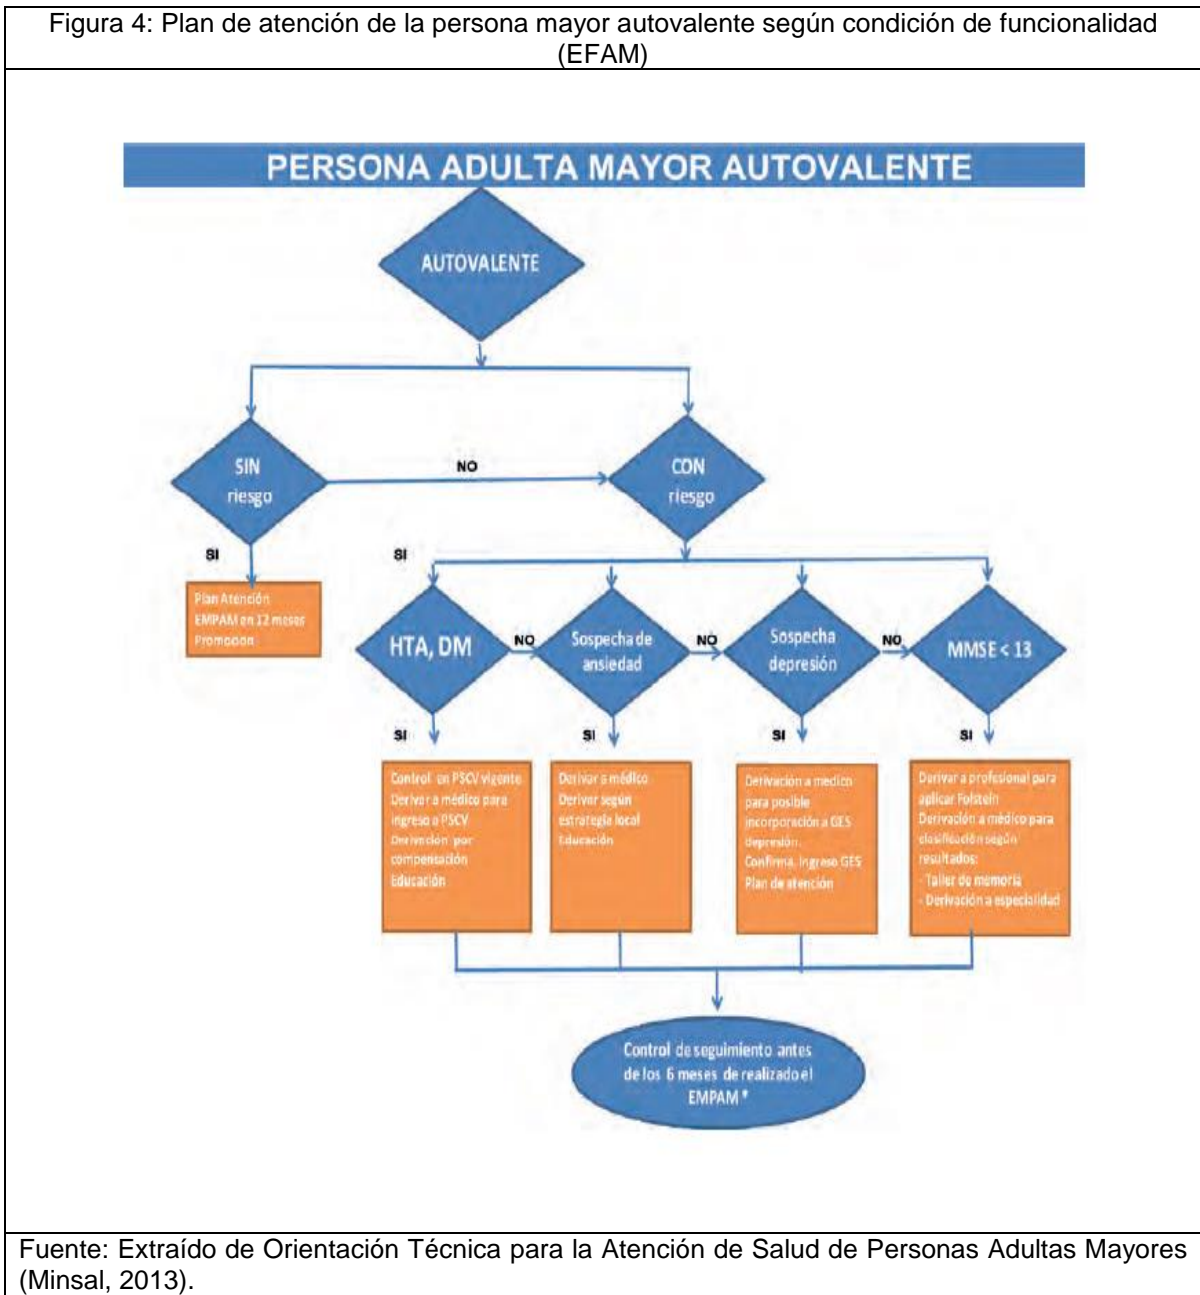 Figura 4: Plan de atención de la persona mayor autovalente según condición de funcionalidad
(EFAM)
PERSONA ADULTA MAYOR AUTOVALENTE
AUTOVALENTE
SIN
riesgo
NO
CON
riesgo
SI
Plan Atención
EMPAM en 12 meses
Promoción
SI
HTA, DM
NO
Sospecha de
ansiedad
NO
Sospecha
depresión
NO
MMSE < 13
SI
SI
SI
SI
Control en PSCV vigente
Derivar a médico para
ingreso a PSCV
Derivación por
compensación
Educación
Derivar a médico
Derivar según
estrategia local
Educación
Derivación a medico
para posible
incorporación a GES
depresión.
Confirma, ingreso GES
Plan de atención
Derivar a profesional para
aplicar Folstein
Derivación a médico para
clasificación según
resultados:
- Taller de memoria
- Derivación a especialidad
Control de seguimiento antes
de los 6 meses de realizado el
EMPAM *
Fuente: Extraído de Orientación Técnica para la Atención de Salud de Personas Adultas Mayores
(Minsal, 2013).